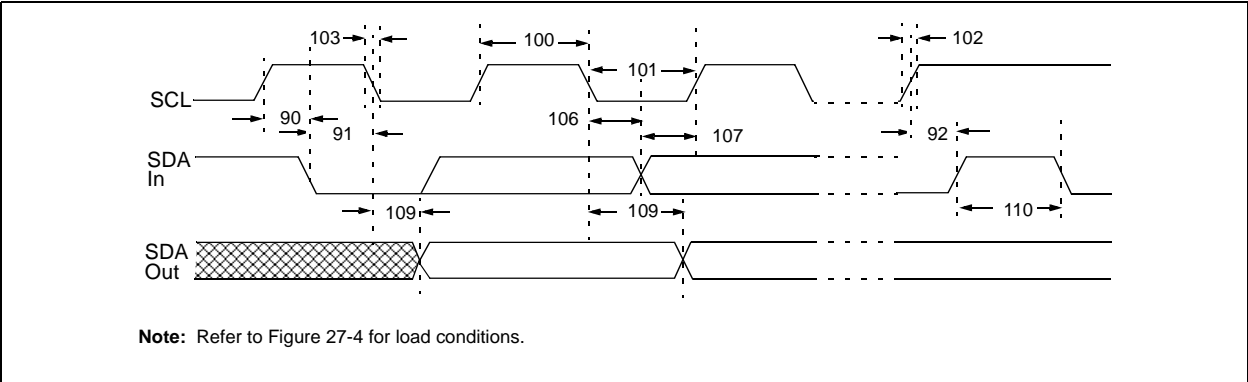 103
100
102
101
SCL
90
91
106
107
92
SDA
In
109
109
110
SDA
Out
Note: Refer to Figure 27-4 for load conditions.